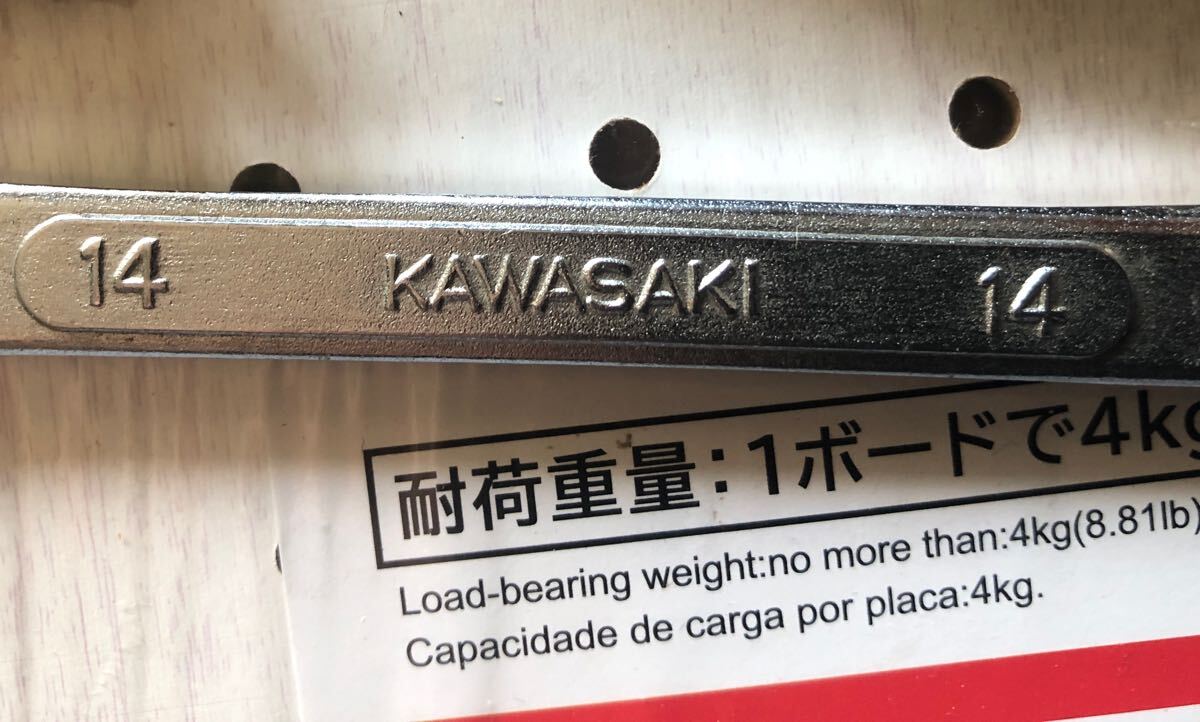 14 KAWASAKI 14
耐荷重量:1ボードで4kg
Load-bearing weight:no more than:4kg(8.81lb)
Capacidade de carga por placa:4kg.